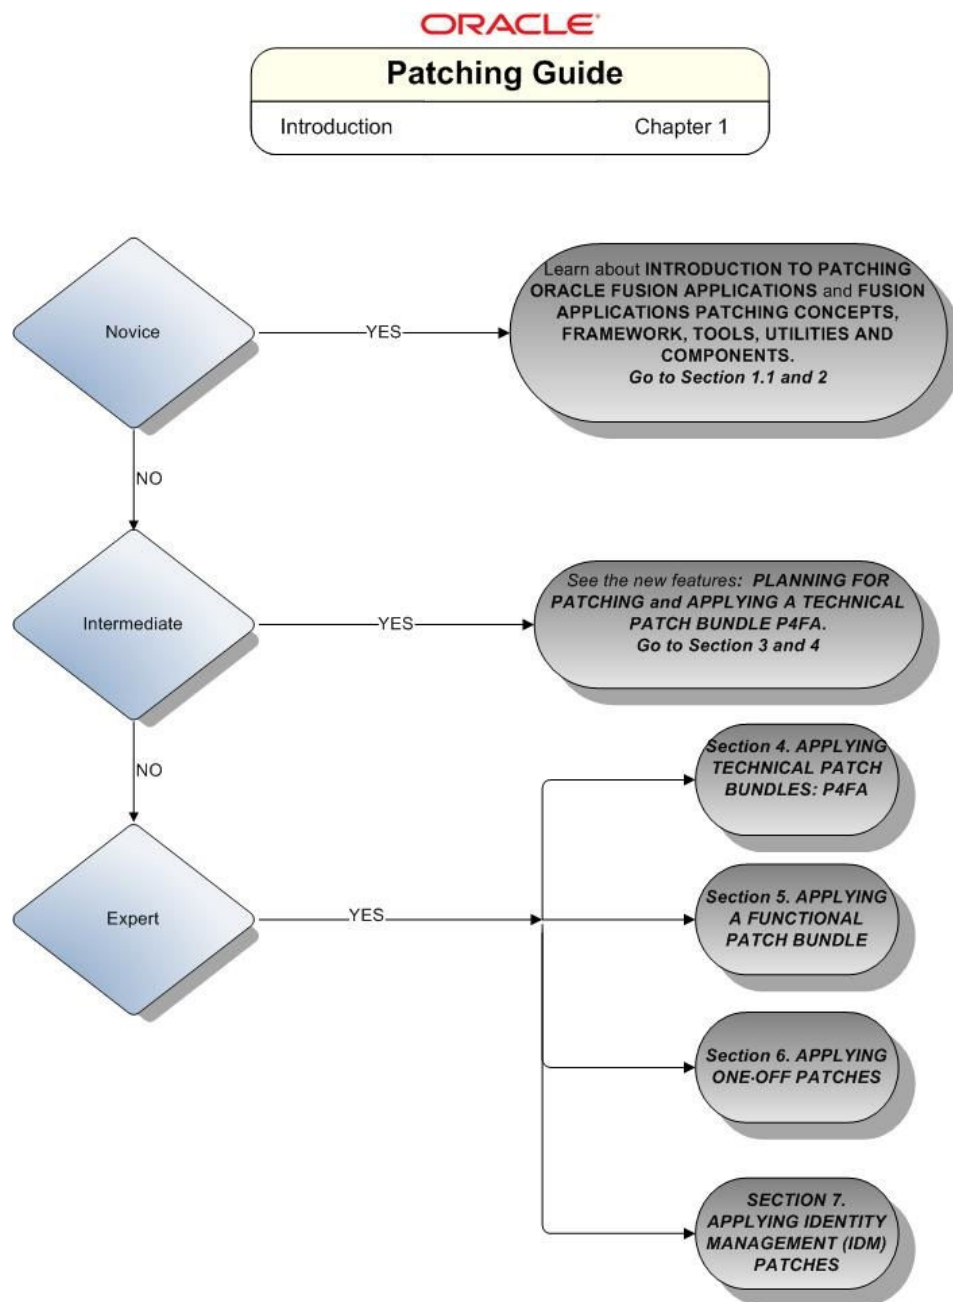 ORACLE
Patching Guide
Introduction Chapter 1
Novice
YES
Learn about INTRODUCTION TO PATCHING
ORACLE FUSION APPLICATIONS and FUSION
APPLICATIONS PATCHING CONCEPTS,
FRAMEWORK, TOOLS, UTILITIES AND
COMPONENTS.
Go to Section 1.1 and 2
NO
Intermediate
YES
See the new features: PLANNING FOR
PATCHING and APPLYING A TECHNICAL
PATCH BUNDLE P4FA.
Go to Section 3 and 4
NO
Expert
YES
Section 4. APPLYING
TECHNICAL PATCH
BUNDLES: P4FA
Section 5. APPLYING
A FUNCTIONAL
PATCH BUNDLE
Section 6. APPLYING
ONE-OFF PATCHES
SECTION 7.
APPLYING IDENTITY
MANAGEMENT (IDM)
PATCHES